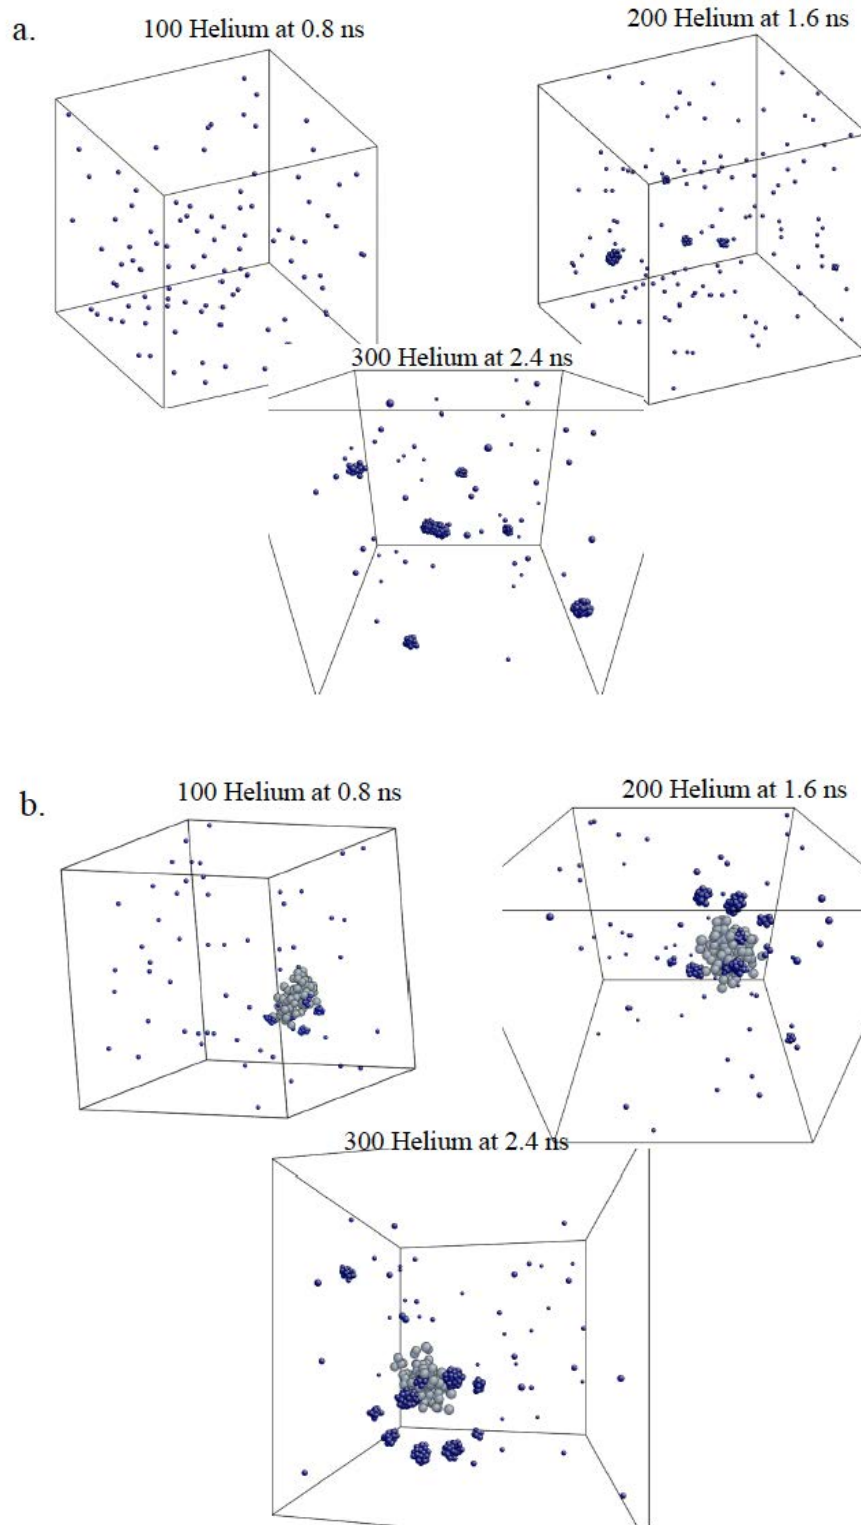 a.
100 Helium at 0.8 ns
200 Helium at 1.6 ns
300 Helium at 2.4 ns
b.
100 Helium at 0.8 ns
200 Helium at 1.6 ns
300 Helium at 2.4 ns